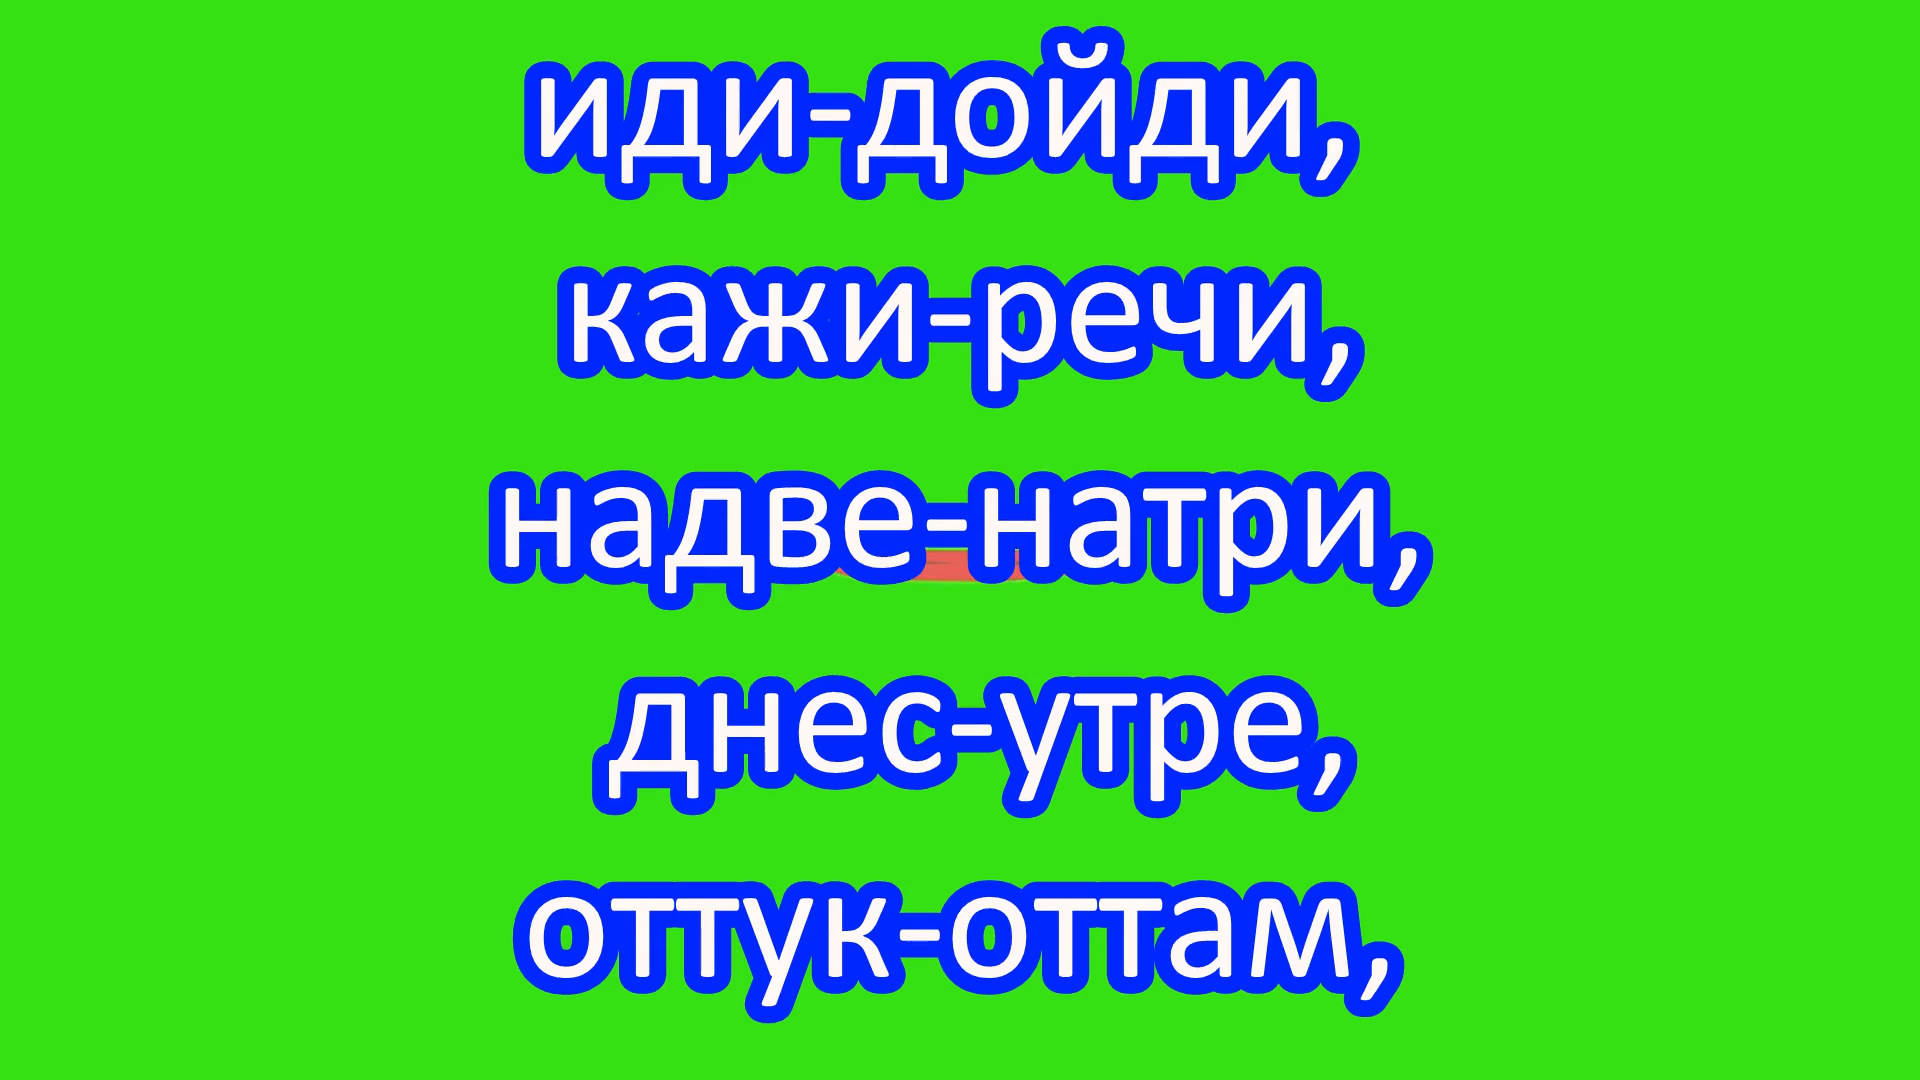 иди-дойди,
кажи-речи,
надве-натри,
днес-утре,
оттук-оттам,